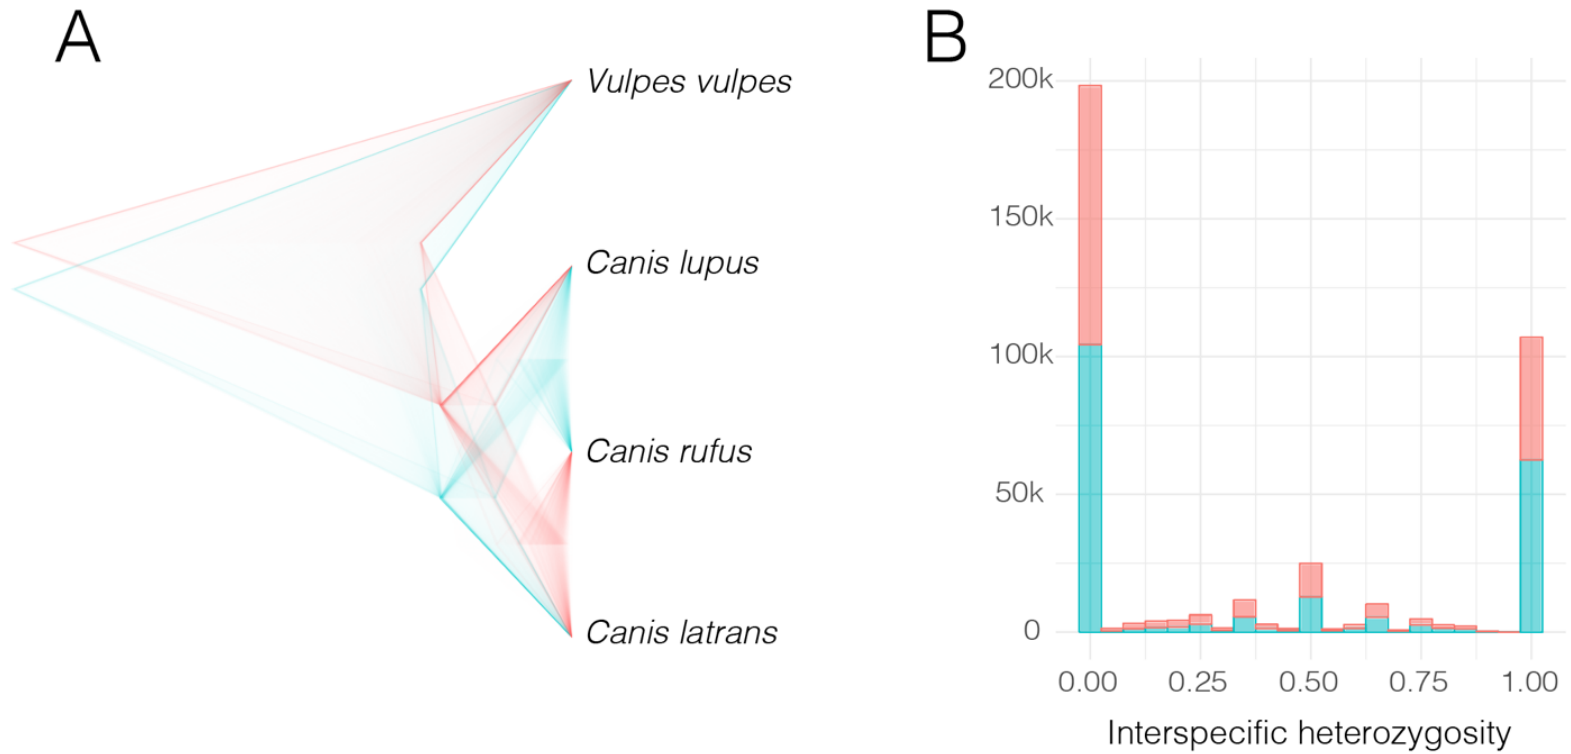 A
Vulpes vulpes
Canis lupus
Canis rufus
Canis latrans
B
200k
150k
100k
50k
0
0.00 0.25 0.50 0.75 1.00
Interspecific heterozygosity